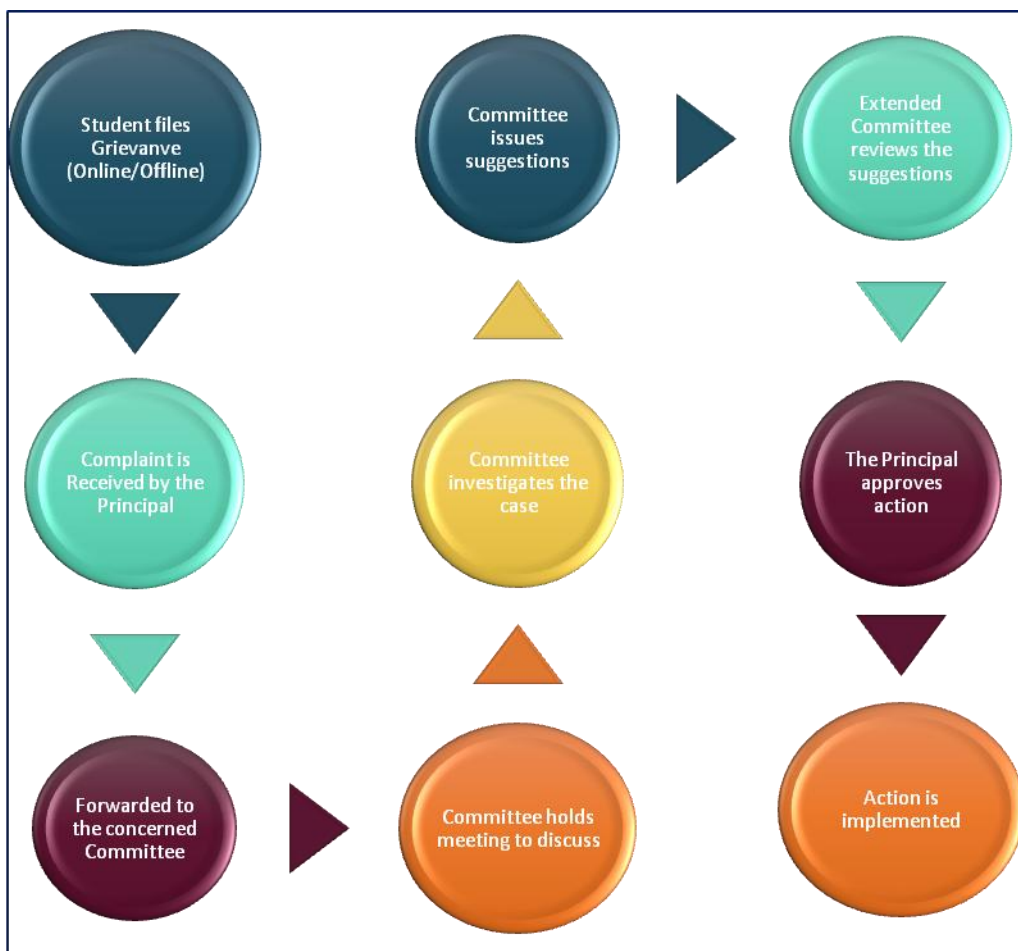 Student files
Grievanve
(Online/Offline)
Complaint is
Received by the
Principal
Forwarded to
the concerned
Committee
Committee holds
meeting to discuss
Committee
investigates the
case
Committee
issues
suggestions
Extended
Committee
reviews the
suggestions
The Principal
approves
action
Action is
implemented